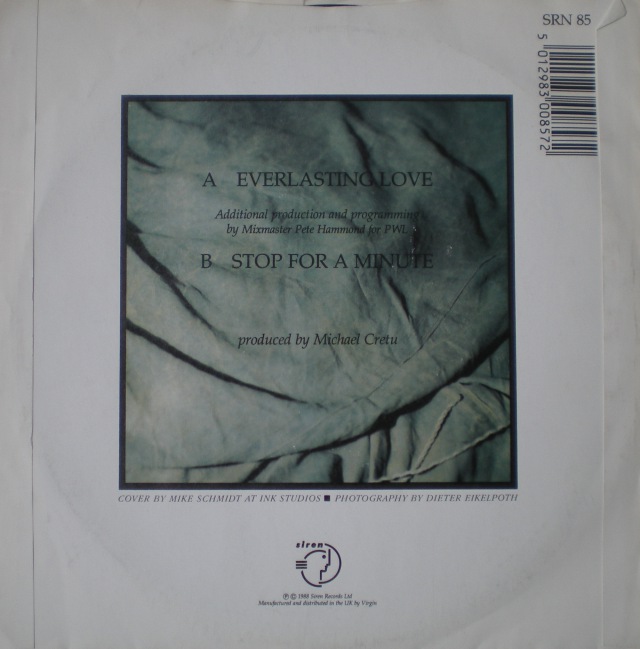 SRN 85
5 012983 008572
A EVERLASTING LOVE
Additional production and programming
by Mixmaster Pete Hammond for PWL
B STOP FOR A MINUTE
produced by Michael Cretu
COVER BY MIKE SCHMIDT AT INK STUDIOS ■ PHOTOGRAPHY BY DIETER EIKELPOTH
siren
℗ © 1988 Siren Records Ltd
Manufactured and distributed in the UK by Virgin